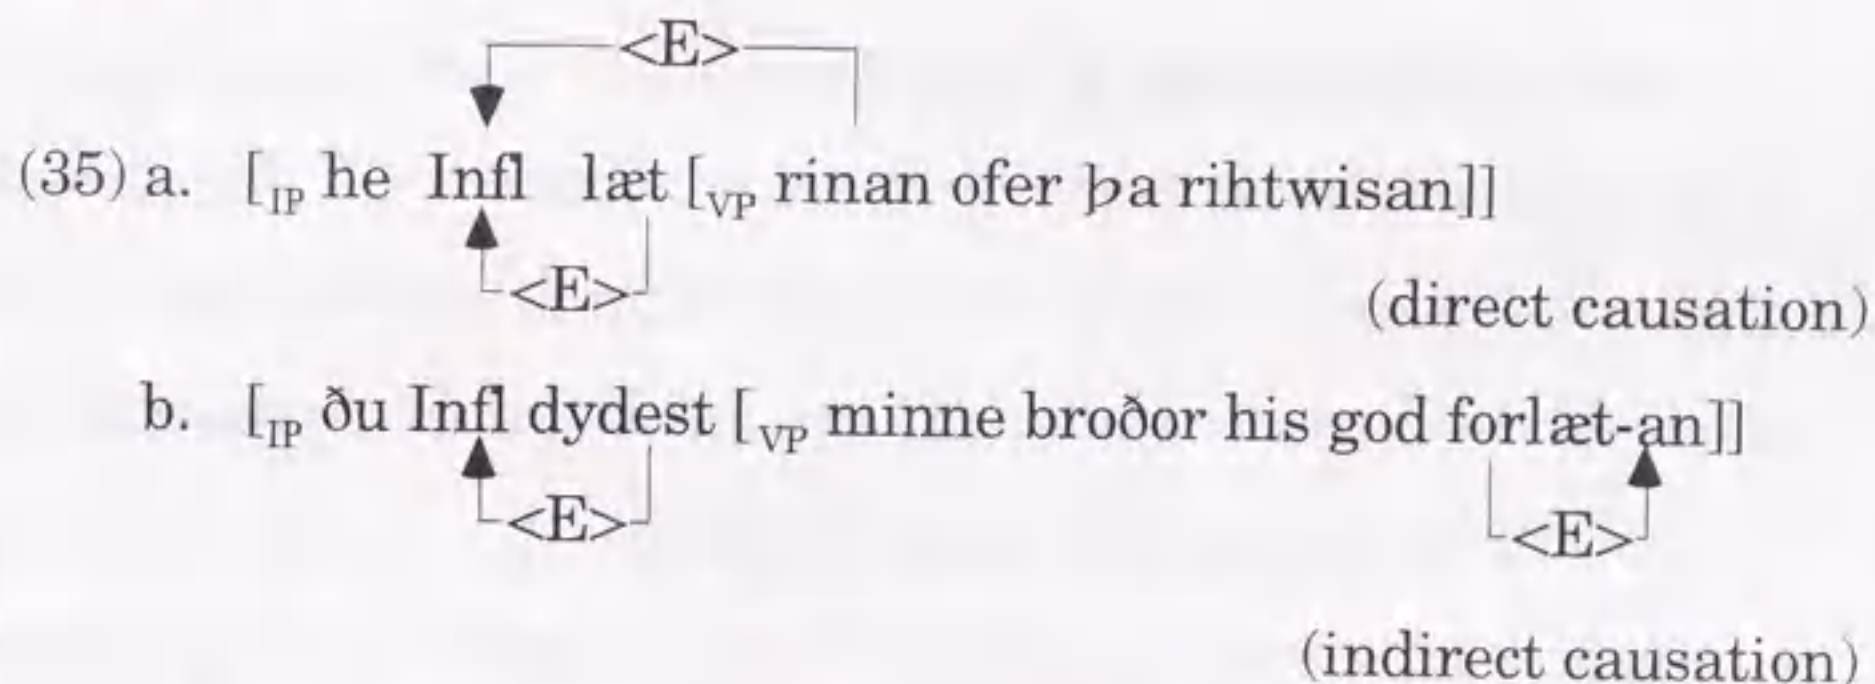 <E>
(35) a. [IP he Infl læt [VP rinan ofer þa rihtwisan]]
<E>
(direct causation)
b. [IP ðu Infl dydest [VP minne broðor his god forlæt-an]]
<E> <E>
(indirect causation)